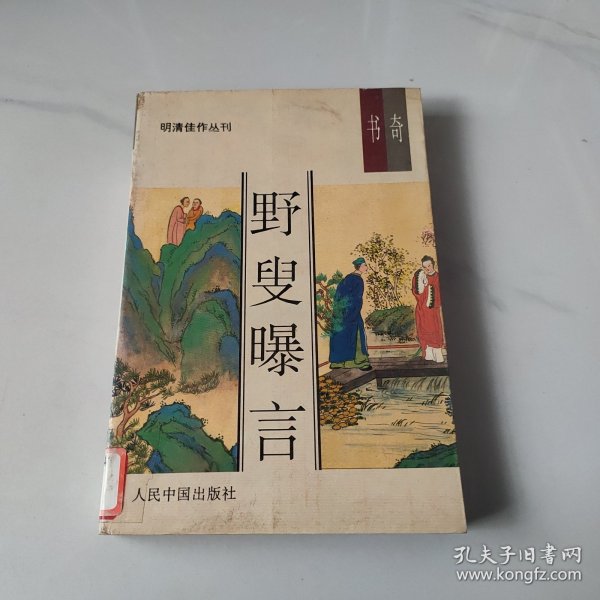 明清佳作丛刊
奇书
野叟曝言
人民中国出版社
孔夫子旧书网
www.kongfz.com